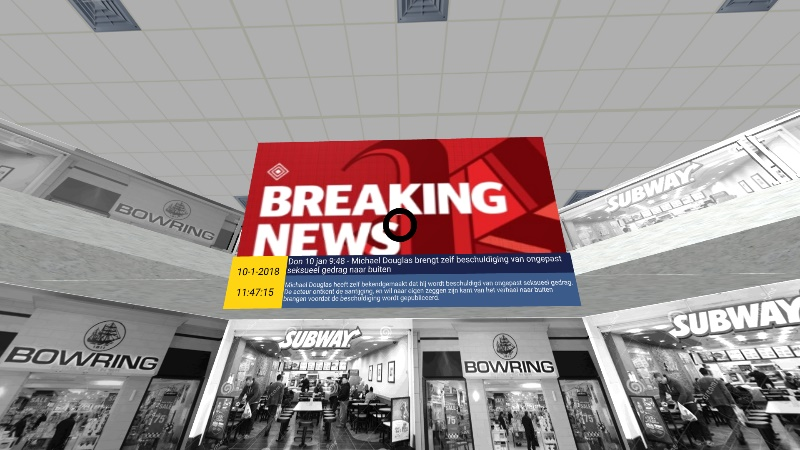 BOWRING
SUBWAY
BREAKING
NEWS
10-1-2018
11:47:15
Don 10 jan 9:48 - Michael Douglas brengt zelf beschuldiging van ongepast
seksueel gedrag naar buiten
Michael Douglas heeft zelf bekendgemaakt dat hij wordt beschuldigd van ongepast seksueel gedrag.
De acteur ontkent de aantijging, en wil naar eigen zeggen zijn kant van het verhaal naar buiten
brengen voordat de beschuldiging wordt gepubliceerd.
BOWRING
SUBWAY
BOWRING
SUBWAY